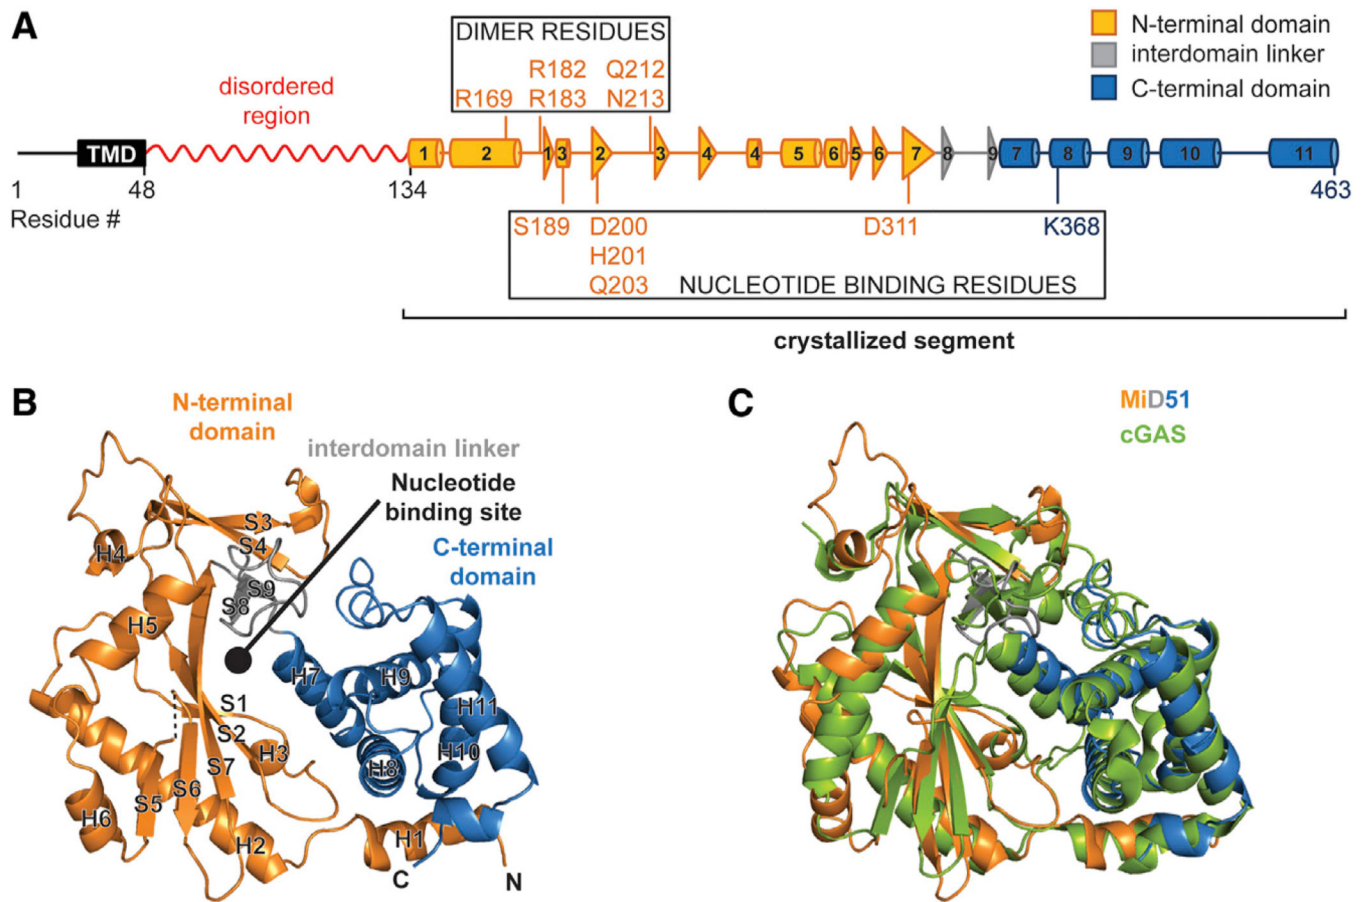 A
DIMER RESIDUES
R182 Q212
R169 R183 N213
N-terminal domain
interdomain linker
C-terminal domain
disordered
region
TMD
1 2 1 3 2 3 4 4 5 6 5 6 7 8 9 7 8 9 10 11
1 48 134 463
Residue #
S189 D200 D311 K368
H201
Q203 NUCLEOTIDE BINDING RESIDUES
crystallized segment
B
N-terminal
domain
interdomain linker
Nucleotide
binding site
C-terminal
domain
S3
H4
S4
S9
S8
H5
H7
H9
S1
H11
S2
H3
H10
S7
H8
S6
S5
H6
H2
H1
C
N
C
MiD51
cGAS